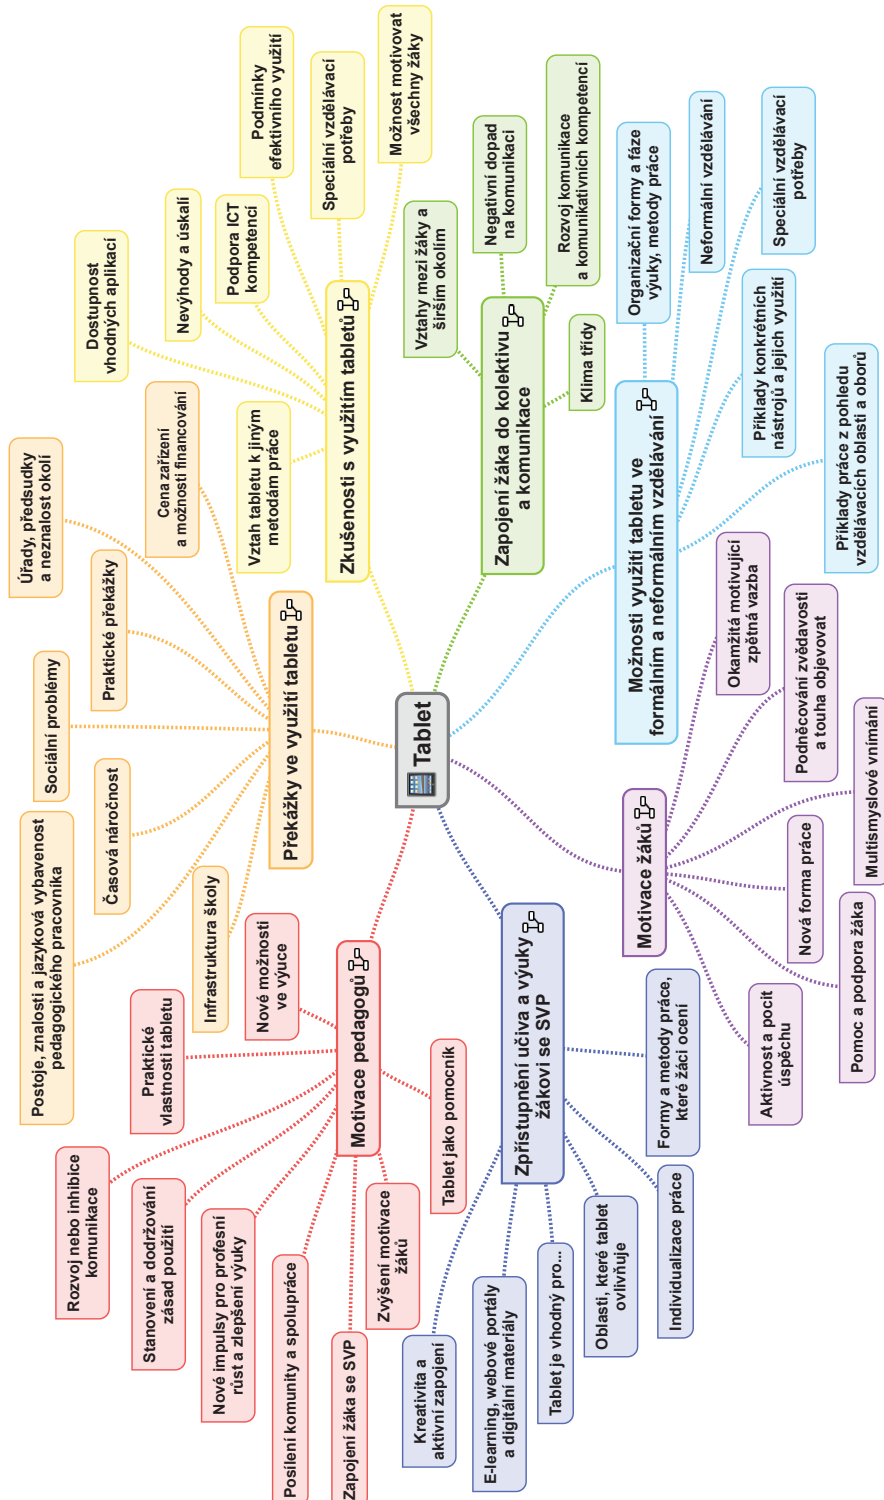 Tablet
Zkušenosti s využitím tabletů
Možnost motivovat
všechny žáky
Speciální vzdělávací
potřeby
Podmínky
efektivního využití
Podpora ICT
kompetencí
Nevýhody a úskalí
Dostupnost
vhodných aplikací
Vztah tabletu k jiným
metodám práce
Zapojení žáka do kolektivu
a komunikace
Vztahy mezi žáky a
širším okolím
Negativní dopad
na komunikaci
Rozvoj komunikace
a komunikativních kompetencí
Klima třídy
Možnosti využití tabletu ve
formálním a neformálním vzdělávání
Organizační formy a fáze
výuky, metody práce
Neformální vzdělávání
Speciální vzdělávací
potřeby
Příklady konkrétních
nástrojů a jejich využití
Příklady práce z pohledu
vzdělávacích oblastí a oborů
Motivace žáků
Okamžitá motivující
zpětná vazba
Podněcování zvědavosti
a touha objevovat
Multismyslové vnímání
Nová forma práce
Pomoc a podpora žáka
Aktivnost a pocit
úspěchu
Zpřístupnění učiva a výuky
žákovi se SVP
Formy a metody práce,
které žáci ocení
Individualizace práce
Oblasti, které tablet
ovlivňuje
Tablet je vhodný pro...
E-learning, webové portály
a digitální materiály
Kreativita a
aktivní zapojení
Motivace pedagogů
Tablet jako pomocník
Zvýšení motivace
žáků
Zapojení žáka se SVP
Posílení komunity a spolupráce
Nové impulsy pro profesní
růst a zlepšení výuky
Stanovení a dodržování
zásad použití
Rozvoj nebo inhibice
komunikace
Praktické
vlastnosti tabletu
Nové možnosti
ve výuce
Překážky ve využití tabletu
Infrastruktura školy
Postoje, znalosti a jazyková vybavenost
pedagogického pracovníka
Časová náročnost
Sociální problémy
Praktické překážky
Úřady, předsudky
a neznalost okolí
Cena zařízení
a možnosti financování